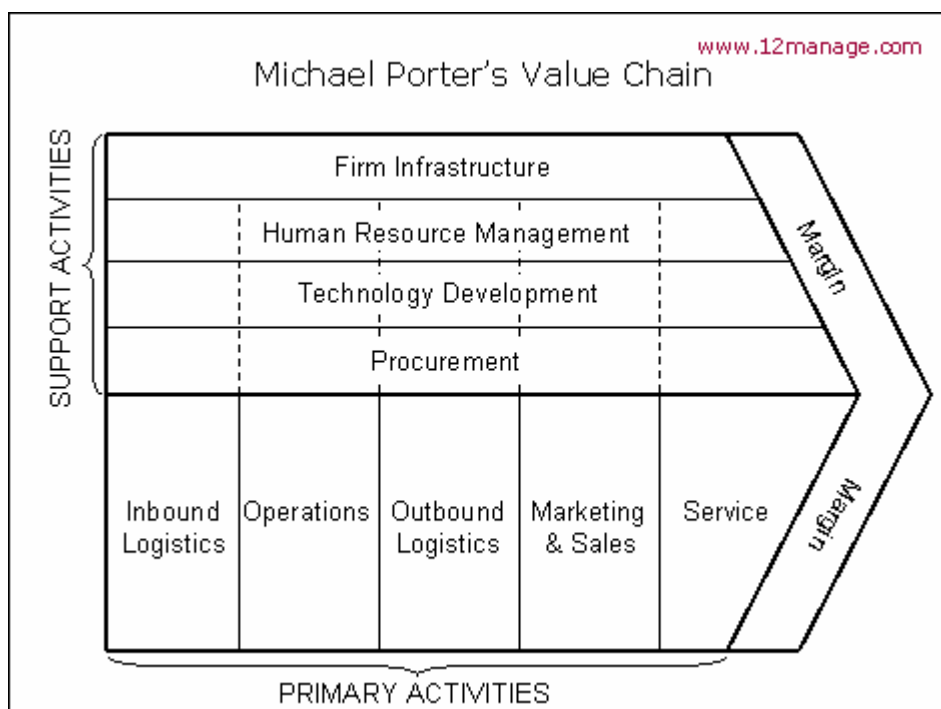 www.12manage.com
Michael Porter's Value Chain
SUPPORT ACTIVITIES
Firm Infrastructure
Human Resource Management
Technology Development
Procurement
Margin
Inbound
Logistics
Operations
Outbound
Logistics
Marketing
& Sales
Service
Margin
PRIMARY ACTIVITIES